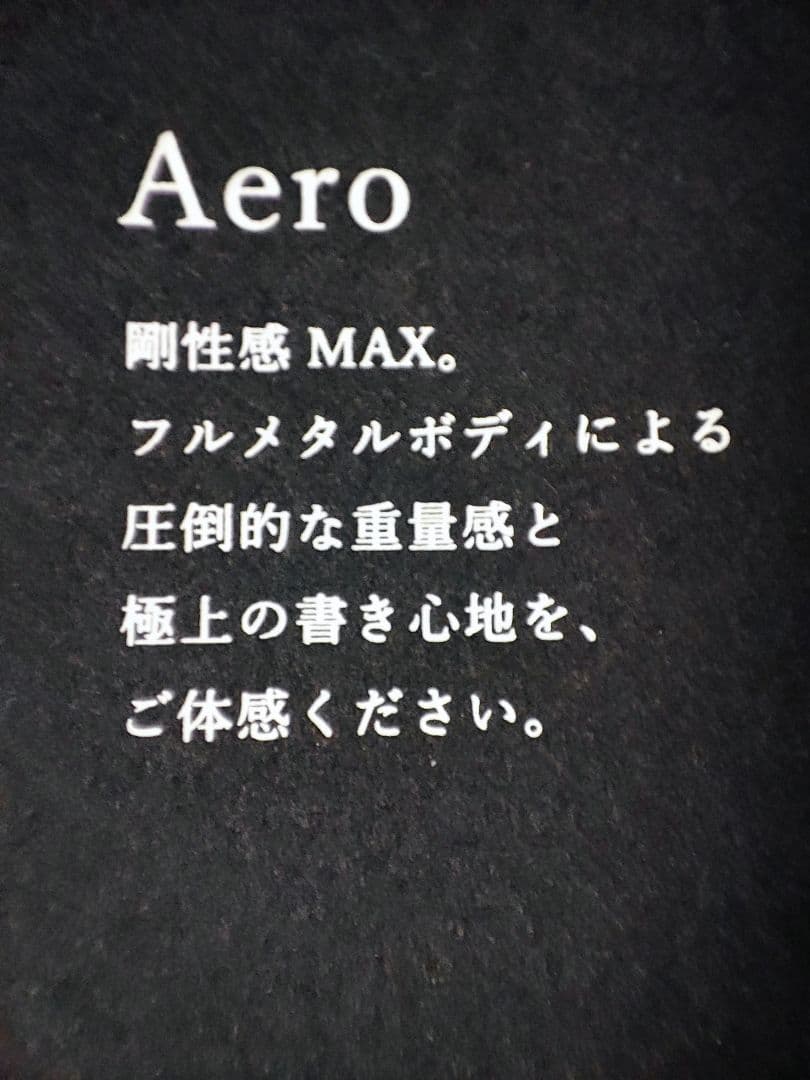 Aero
剛性感 MAX。
フルメタルボディによる
圧倒的な重量感と
極上の書き心地を、
ご体感ください。